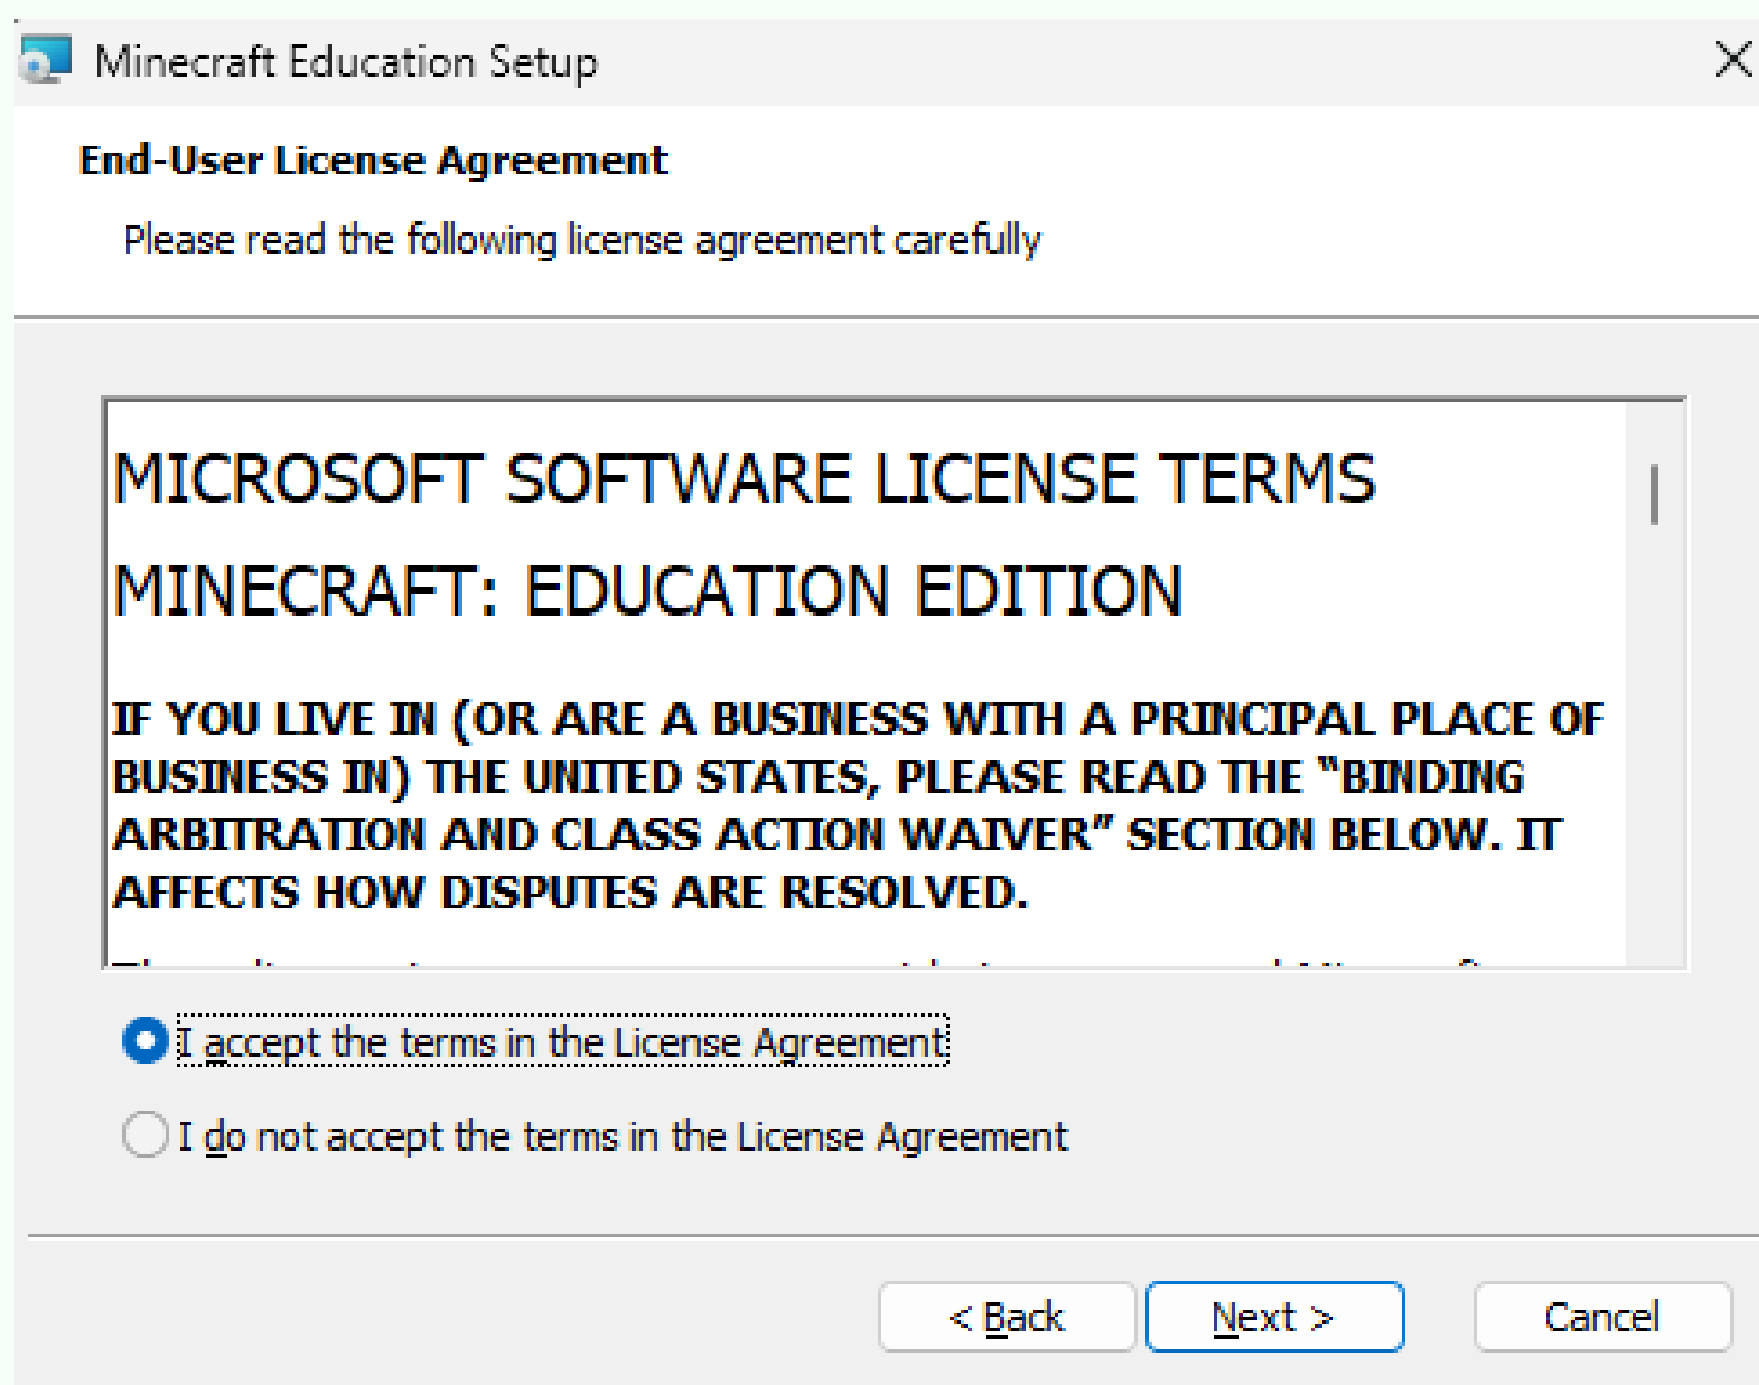 Minecraft Education Setup
End-User License Agreement
Please read the following license agreement carefully
MICROSOFT SOFTWARE LICENSE TERMS
MINECRAFT: EDUCATION EDITION
IF YOU LIVE IN (OR ARE A BUSINESS WITH A PRINCIPAL PLACE OF
BUSINESS IN) THE UNITED STATES, PLEASE READ THE “BINDING
ARBITRATION AND CLASS ACTION WAIVER” SECTION BELOW. IT
AFFECTS HOW DISPUTES ARE RESOLVED.
I accept the terms in the License Agreement
I do not accept the terms in the License Agreement
< Back Next > Cancel